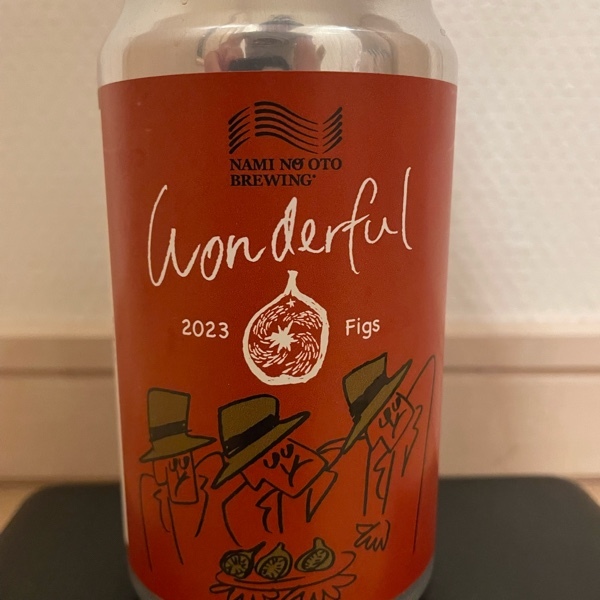 NAMI NO OTO
BREWING
Wonderful
2023 Figs